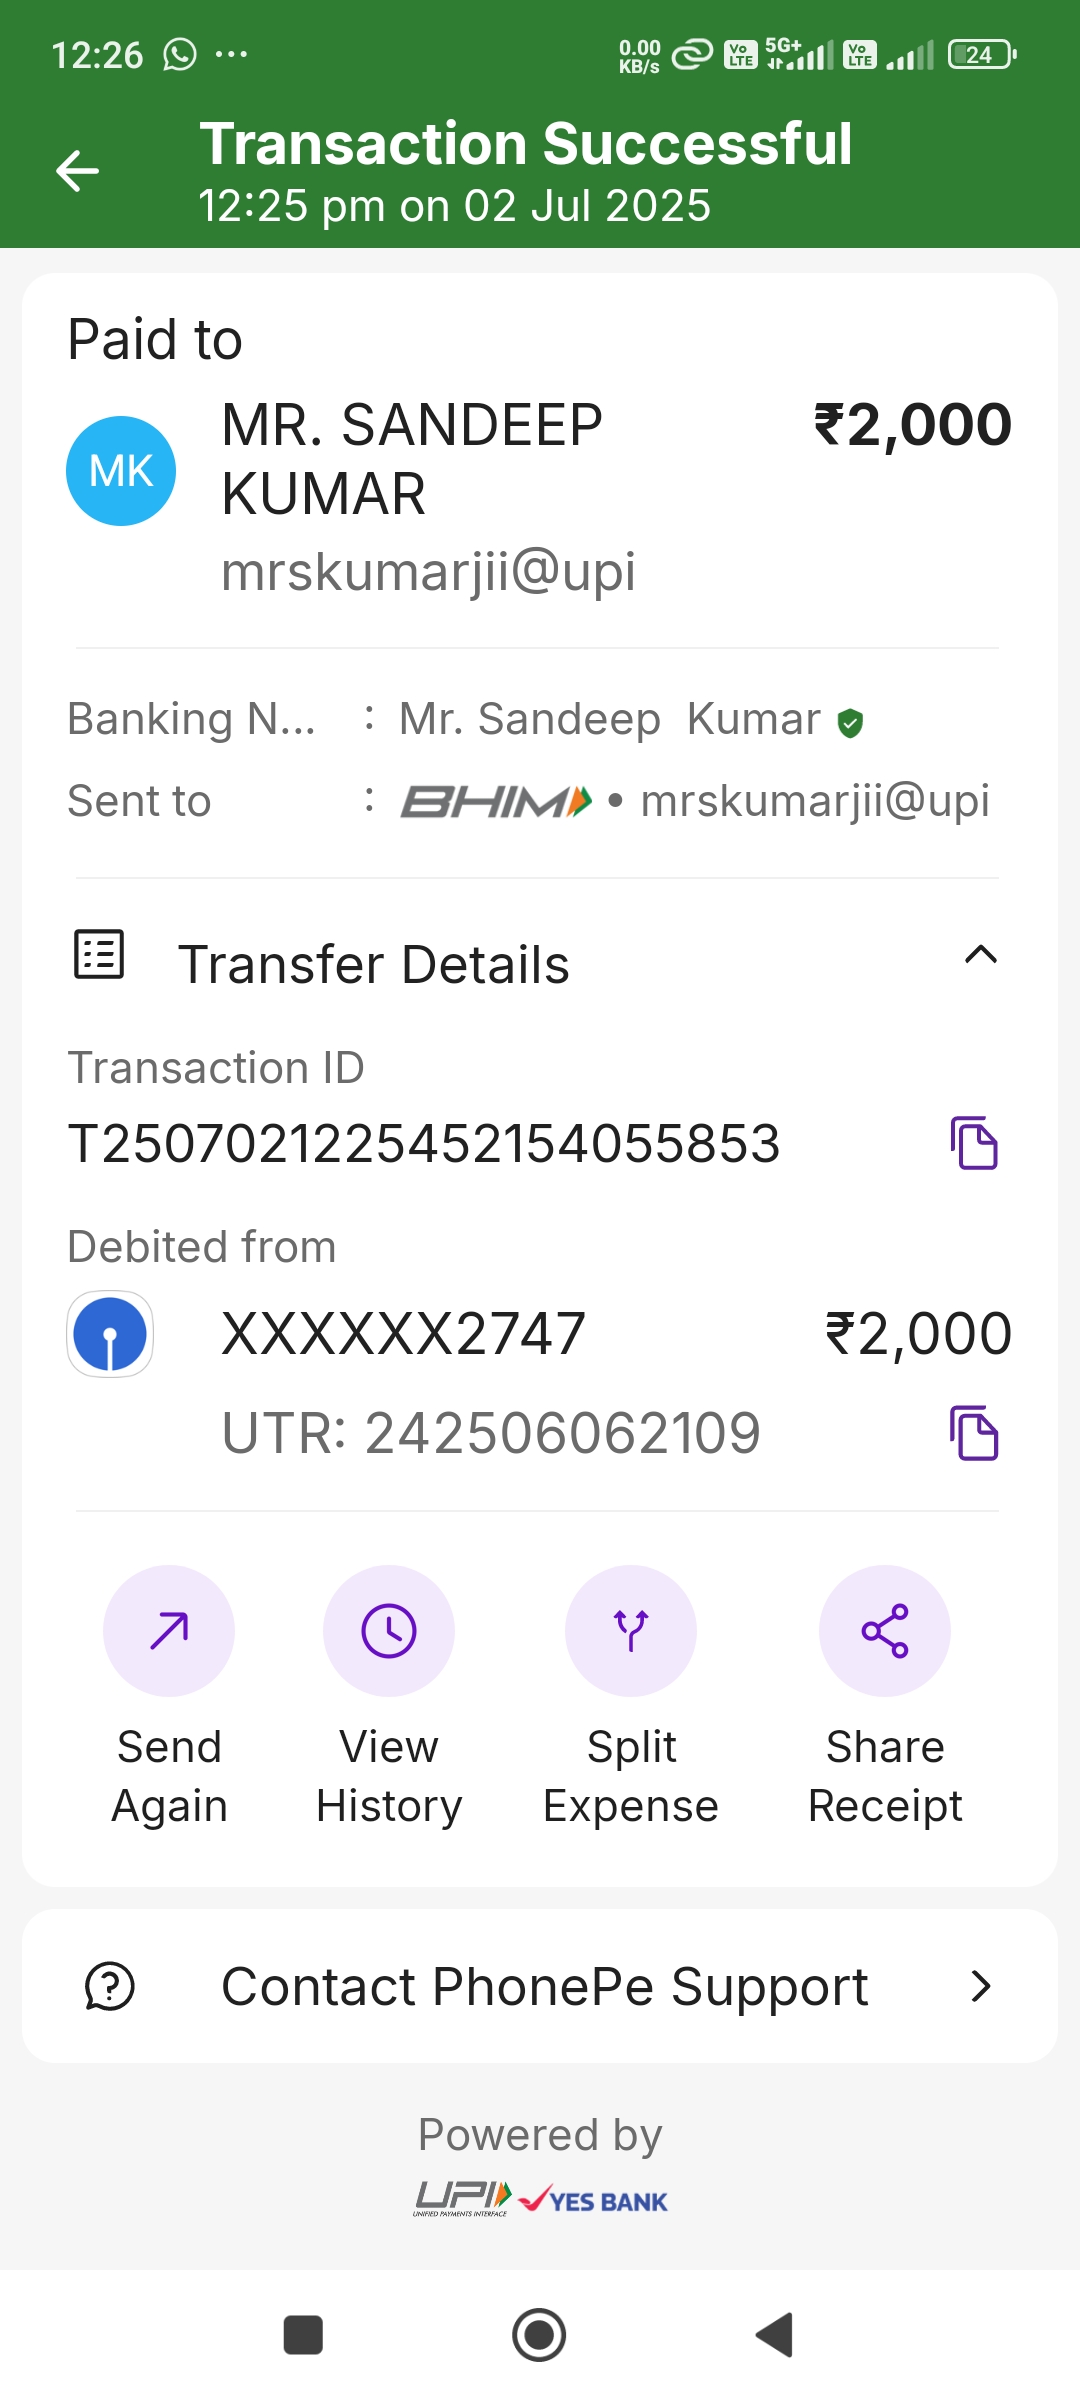 12:26 ... 0.00 KB/s Vo LTE 5G+ Vo LTE 24
Transaction Successful
12:25 pm on 02 Jul 2025
Paid to
MK MR. SANDEEP KUMAR ₹2,000
mrskumarjii@upi
Banking N... : Mr. Sandeep Kumar
Sent to : BHIM • mrskumarjii@upi
Transfer Details
Transaction ID
T2507021225452154055853
Debited from
XXXXXX2747 ₹2,000
UTR: 242506062109
Send Again
View History
Split Expense
Share Receipt
Contact PhonePe Support
Powered by
UPI UNIFIED PAYMENTS INTERFACE YES BANK